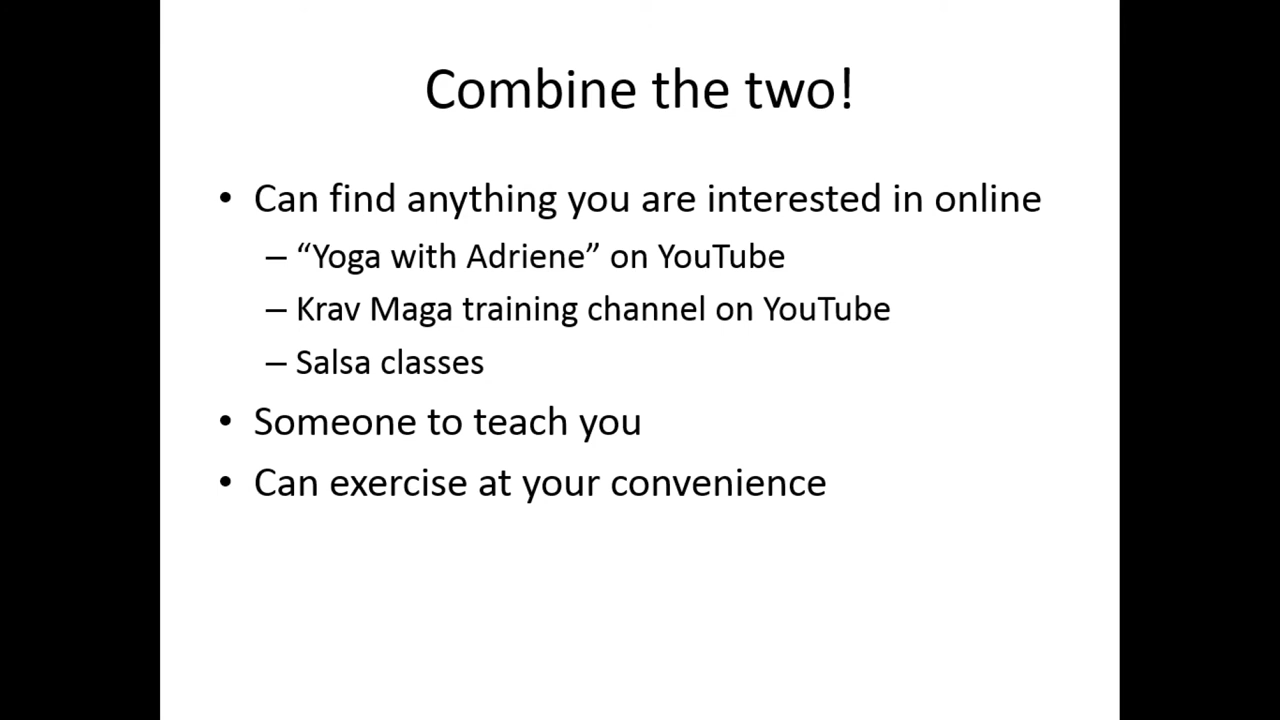 Combine the two!
• Can find anything you are interested in online
– “Yoga with Adriene” on YouTube
– Krav Maga training channel on YouTube
– Salsa classes
• Someone to teach you
• Can exercise at your convenience